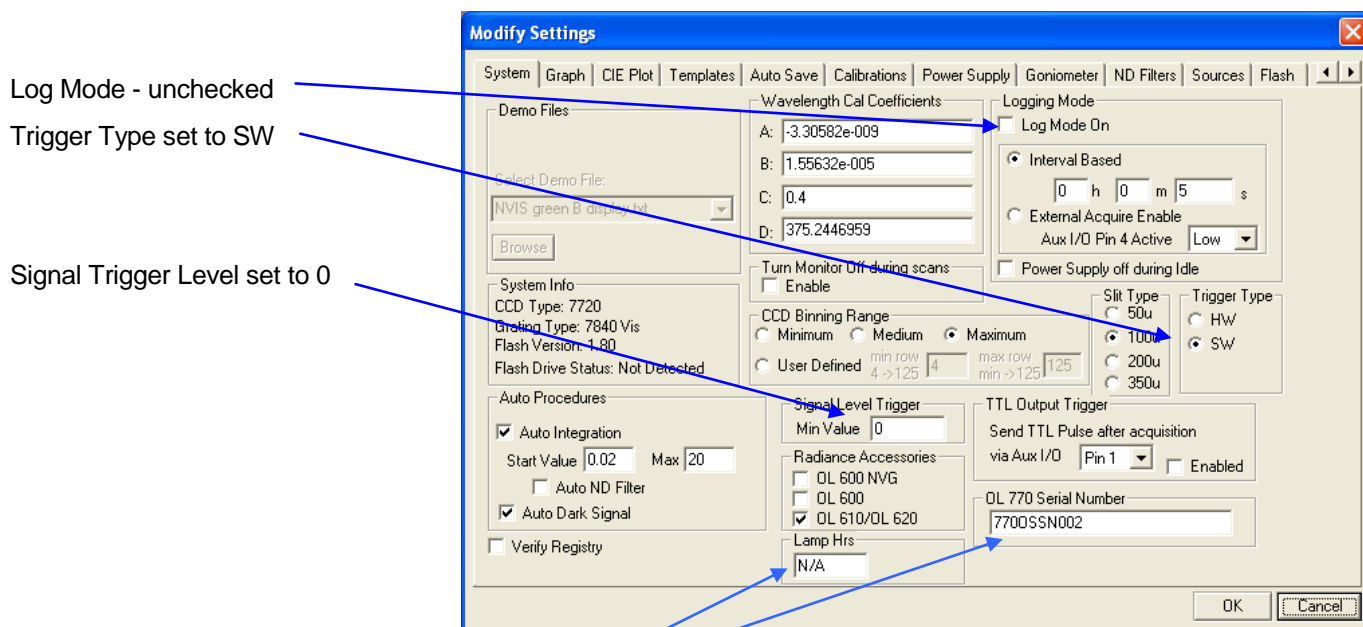 Log Mode - unchecked
Trigger Type set to SW
Signal Trigger Level set to 0
Modify Settings
System Graph CIE Plot Templates Auto Save Calibrations Power Supply Goniometer ND Filters Sources Flash
Demo Files
Select Demo File:
NVIS green B display.txt
Browse
System Info
CCD Type: 7720
Grating Type: 7840 Vis
Flash Version: 1.80
Flash Drive Status: Not Detected
Auto Procedures
Auto Integration
Start Value 0.02 Max 20
Auto ND Filter
Auto Dark Signal
Verify Registry
Wavelength Cal Coefficients
A: -3.30582e-009
B: 1.55632e-005
C: 0.4
D: 375.2446959
Turn Monitor Off during scans
Enable
CCD Binning Range
Minimum Medium Maximum
User Defined min row 4->125 4 max row min->125 125
Signal Level Trigger
Min Value 0
Radiance Accessories
OL 600 NVG
OL 600
OL 610/OL 620
Lamp Hrs
N/A
Logging Mode
Log Mode On
Interval Based
0 h 0 m 5 s
External Acquire Enable
Aux I/O Pin 4 Active Low
Power Supply off during Idle
Slit Type
50u
100u
200u
350u
Trigger Type
HW
SW
TTL Output Trigger
Send TTL Pulse after acquisition
via Aux I/O Pin 1 Enabled
OL 770 Serial Number
770OSSN002
OK Cancel